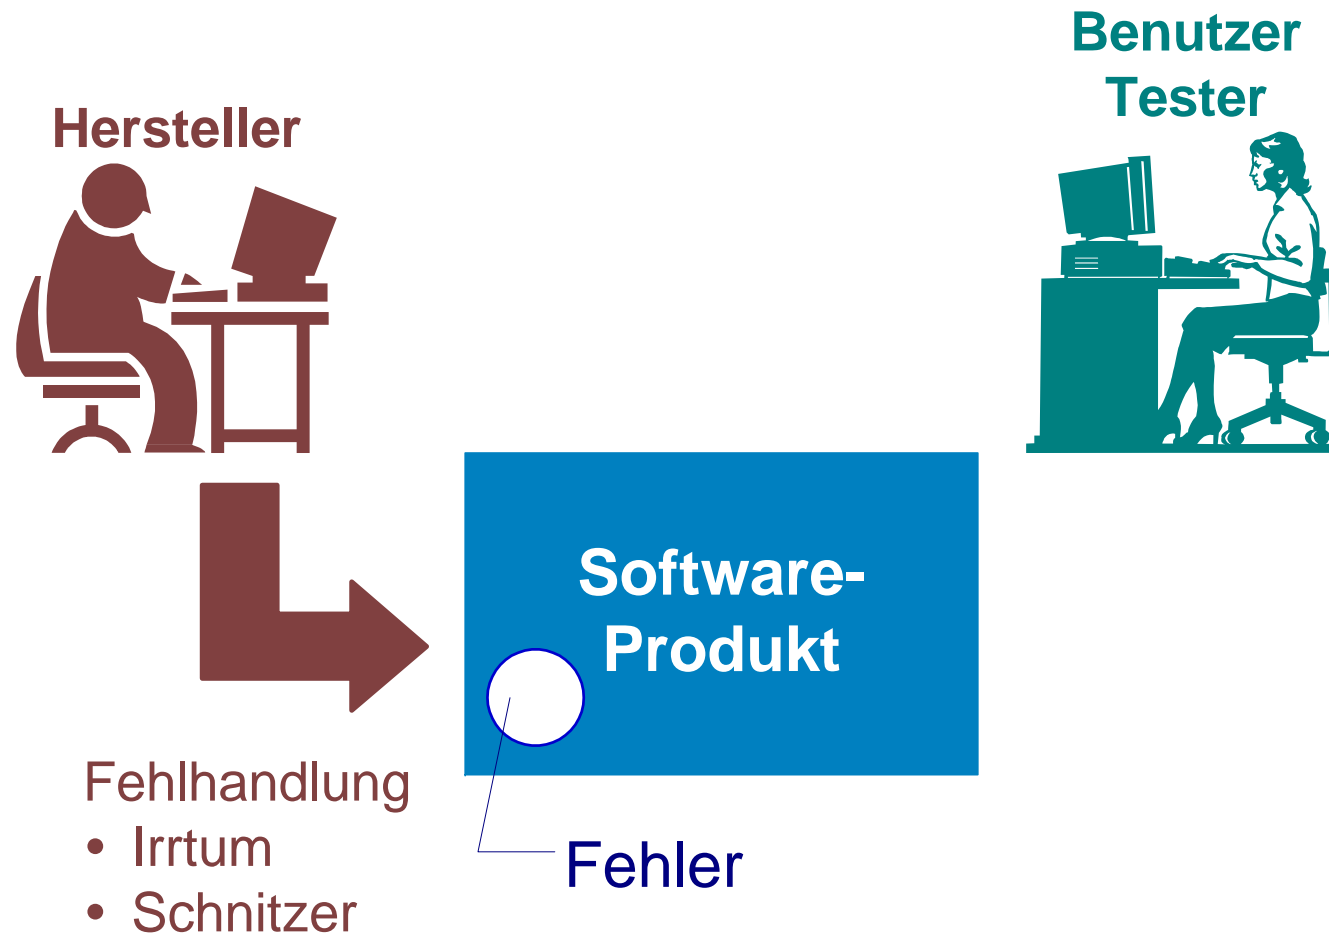 Benutzer
Tester
Hersteller
Software-
Produkt
Fehlhandlung
• Irrtum
• Schnitzer
Fehler